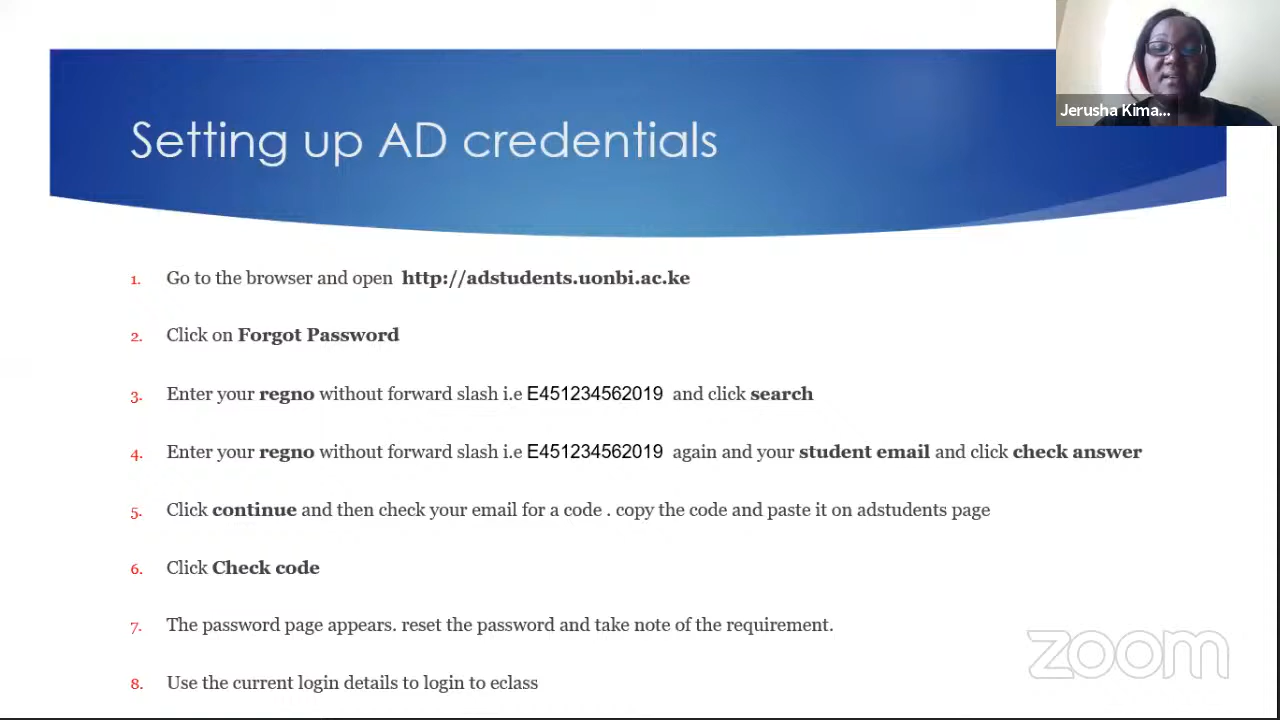 Jerusha Kima...
Setting up AD credentials
1. Go to the browser and open http://adstudents.uonbi.ac.ke
2. Click on Forgot Password
3. Enter your regno without forward slash i.e E451234562019 and click search
4. Enter your regno without forward slash i.e E451234562019 again and your student email and click check answer
5. Click continue and then check your email for a code . copy the code and paste it on adstudents page
6. Click Check code
7. The password page appears. reset the password and take note of the requirement.
8. Use the current login details to login to eclass
zoom